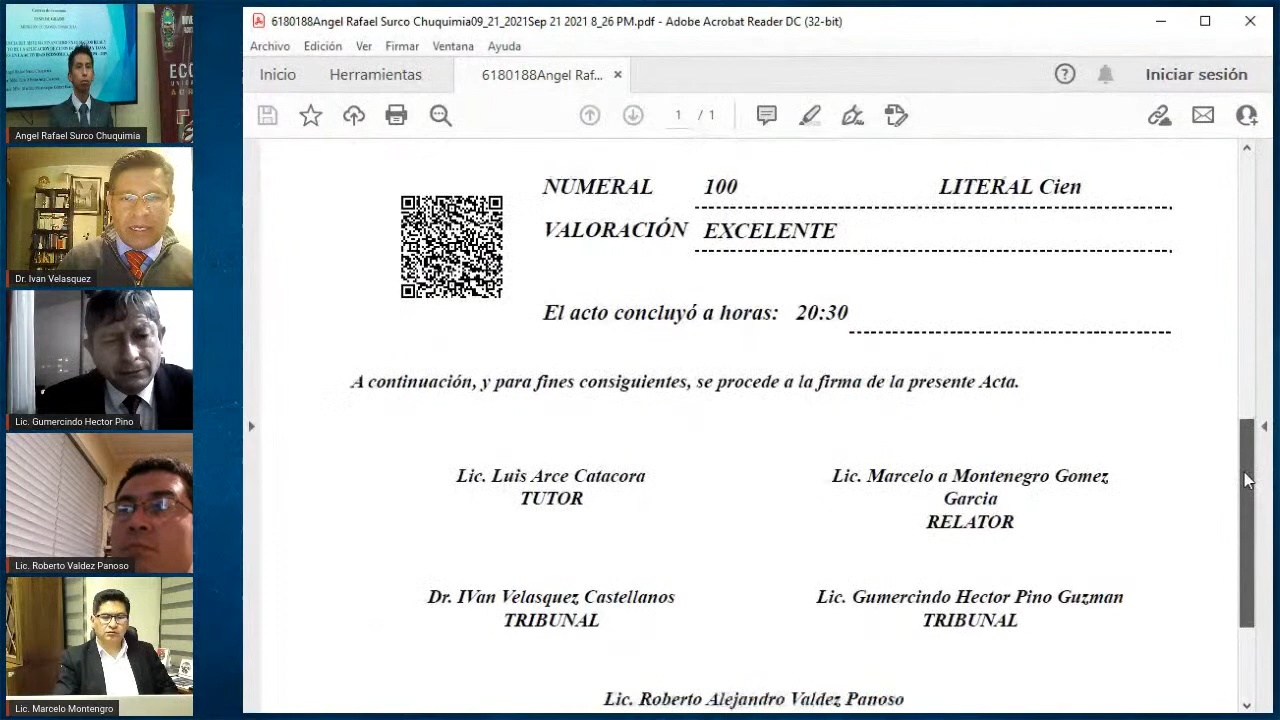 Angel Rafael Surco Chuquimia
Dr. Ivan Velasquez
Lic. Gumercindo Hector Pino
Lic. Roberto Valdez Panoso
Lic. Marcelo Montengro
6180188Angel Rafael Surco Chuquimia09_21_2021Sep 21 2021 8_26 PM.pdf - Adobe Acrobat Reader DC (32-bit)
Archivo Edición Ver Firmar Ventana Ayuda
Inicio Herramientas 6180188Angel Raf... × Iniciar sesión
1 / 1
NUMERAL 100 LITERAL Cien
VALORACIÓN EXCELENTE
El acto concluyó a horas: 20:30
A continuación, y para fines consiguientes, se procede a la firma de la presente Acta.
Lic. Luis Arce Catacora
TUTOR
Lic. Marcelo a Montenegro Gomez
Garcia
RELATOR
Dr. IVan Velasquez Castellanos
TRIBUNAL
Lic. Gumercindo Hector Pino Guzman
TRIBUNAL
Lic. Roberto Alejandro Valdez Panoso